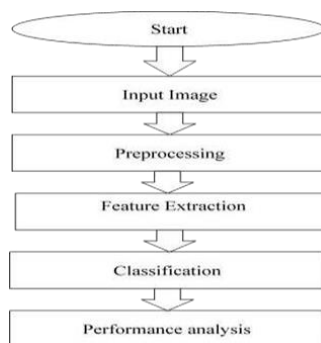 Start
Input Image
Preprocessing
Feature Extraction
Classification
Performance analysis